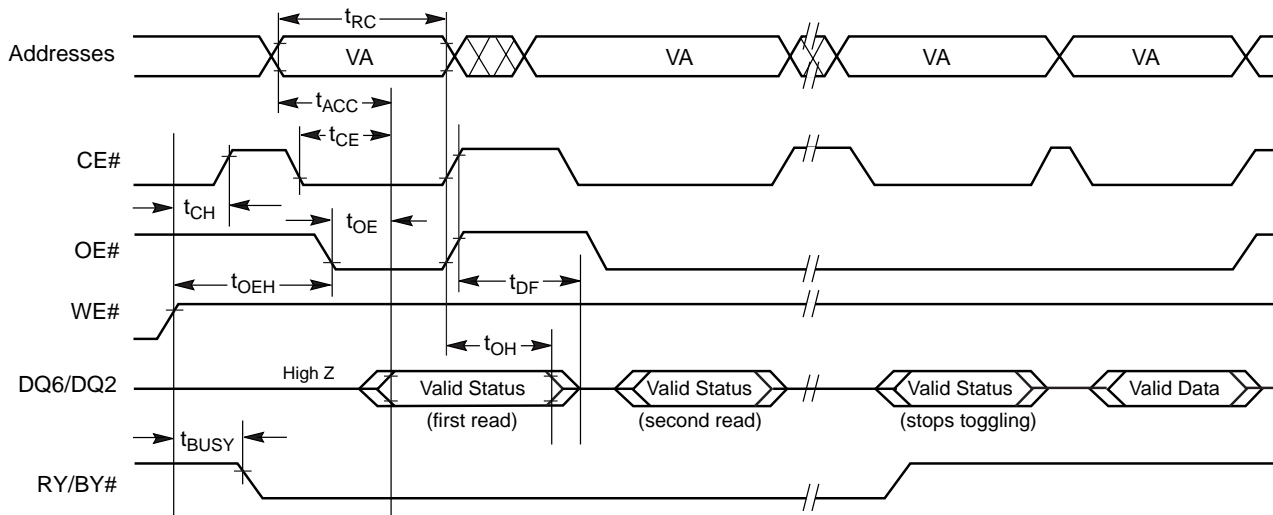 tRC
Addresses VA VA VA VA
tACC
tCE
CE#
tCH tOE
OE#
tOEH tDF
WE#
tOH
High Z
DQ6/DQ2 Valid Status Valid Status Valid Status Valid Data
(first read) (second read) (stops toggling)
tBUSY
RY/BY#